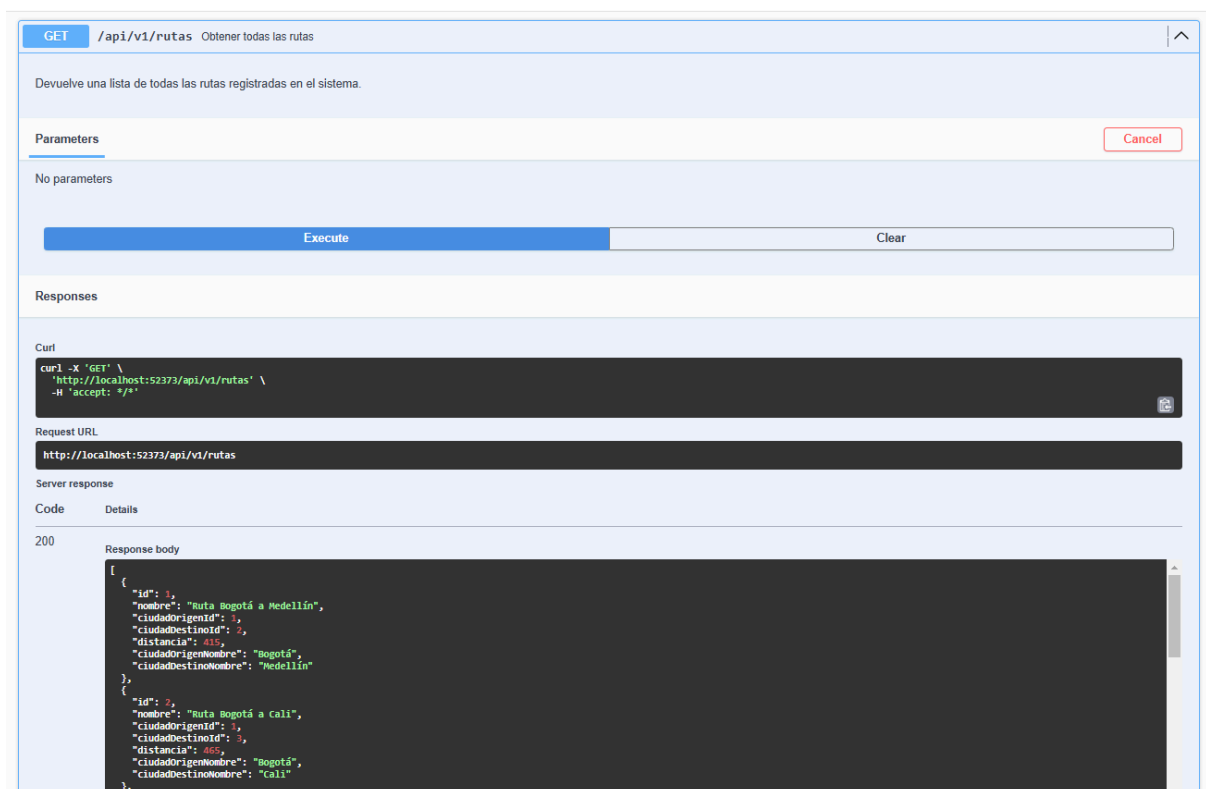 GET /api/v1/rutas Obtener todas las rutas
Devuelve una lista de todas las rutas registradas en el sistema.
Parameters
Cancel
No parameters
Execute
Clear
Responses
Curl
curl -X 'GET' \
'http://localhost:52373/api/v1/rutas' \
-H 'accept: */*'
Request URL
http://localhost:52373/api/v1/rutas
Server response
Code Details
200
Response body
[
{
"id": 1,
"nombre": "Ruta Bogotá a Medellín",
"ciudadOrigenId": 1,
"ciudadDestinoId": 2,
"distancia": 415,
"ciudadOrigenNombre": "Bogotá",
"ciudadDestinoNombre": "Medellín"
},
{
"id": 2,
"nombre": "Ruta Bogotá a Cali",
"ciudadOrigenId": 1,
"ciudadDestinoId": 3,
"distancia": 465,
"ciudadOrigenNombre": "Bogotá",
"ciudadDestinoNombre": "Cali"
},